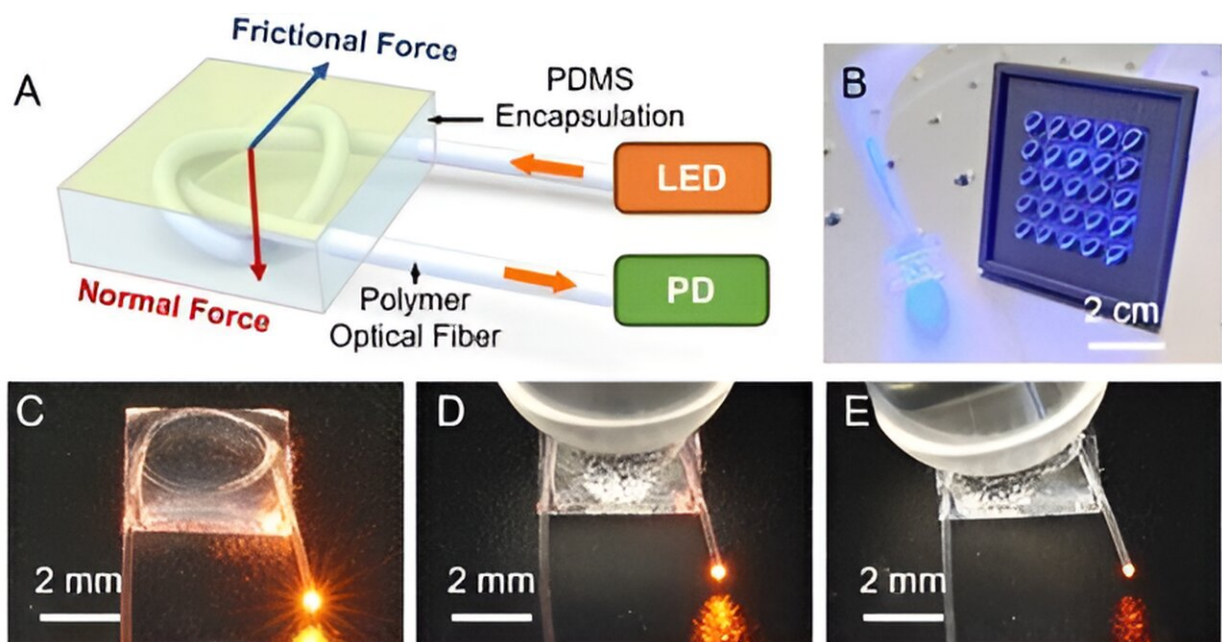 A
Frictional Force
PDMS
Encapsulation
LED
Normal Force
Polymer
Optical Fiber
PD
B
2 cm
C
2 mm
D
2 mm
E
2 mm